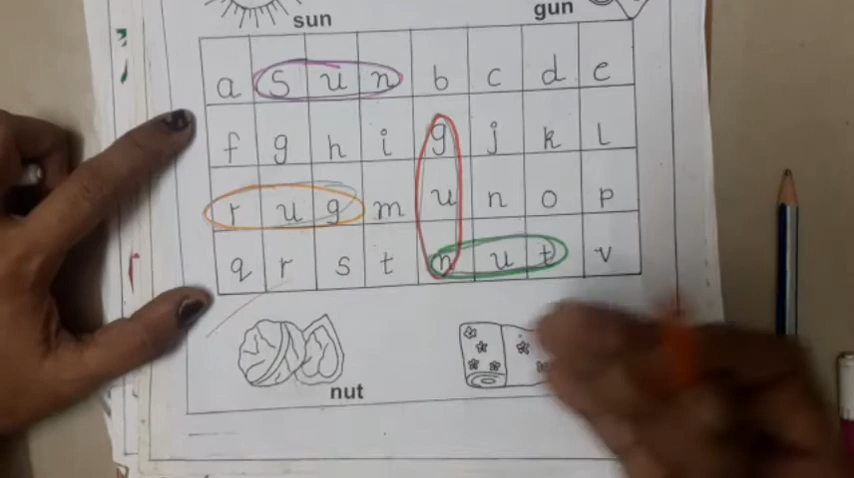 sun gun
a s u n b c d e
f g h i g j k l
r u g m u n o p
q r s t n u t v
nut